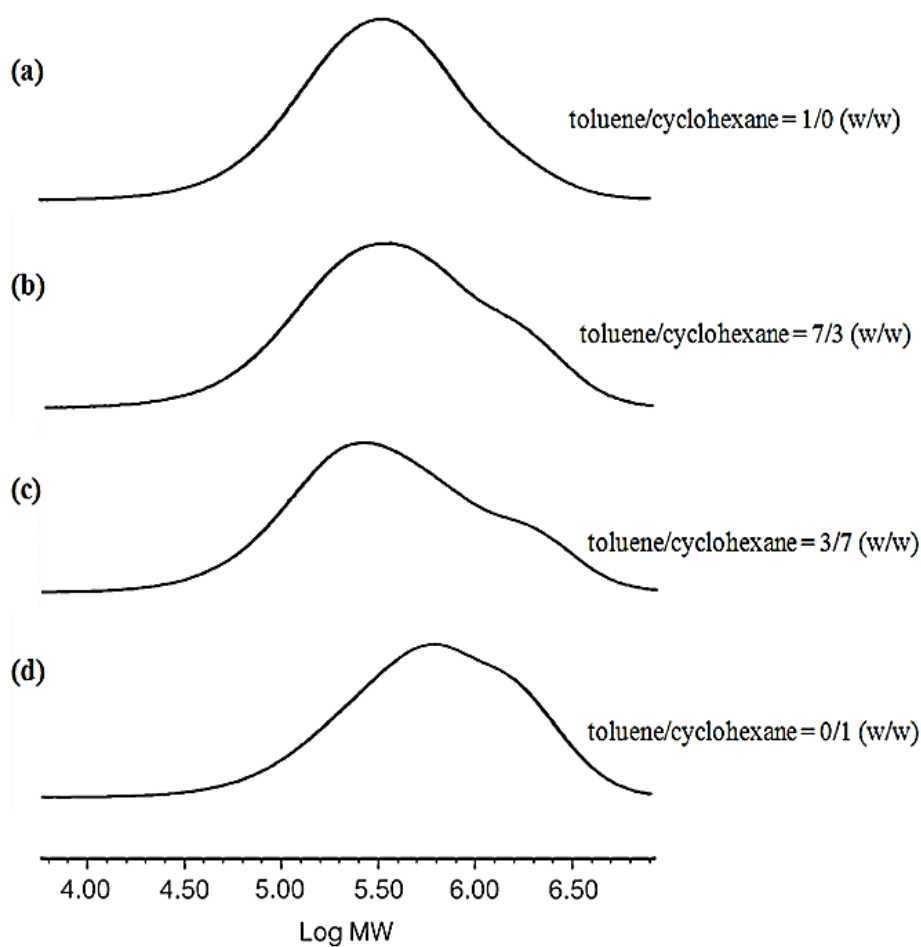 (a)
toluene/cyclohexane = 1/0 (w/w)
(b)
toluene/cyclohexane = 7/3 (w/w)
(c)
toluene/cyclohexane = 3/7 (w/w)
(d)
toluene/cyclohexane = 0/1 (w/w)
4.00 4.50 5.00 5.50 6.00 6.50
Log MW